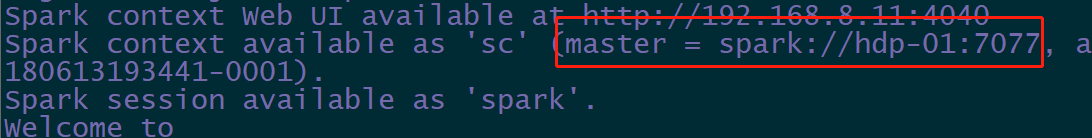 Spark context Web UI available at http://192.168.8.11:4040
Spark context available as 'sc' (master = spark://hdp-01:7077, a
180613193441-0001).
Spark session available as 'spark'.
Welcome to